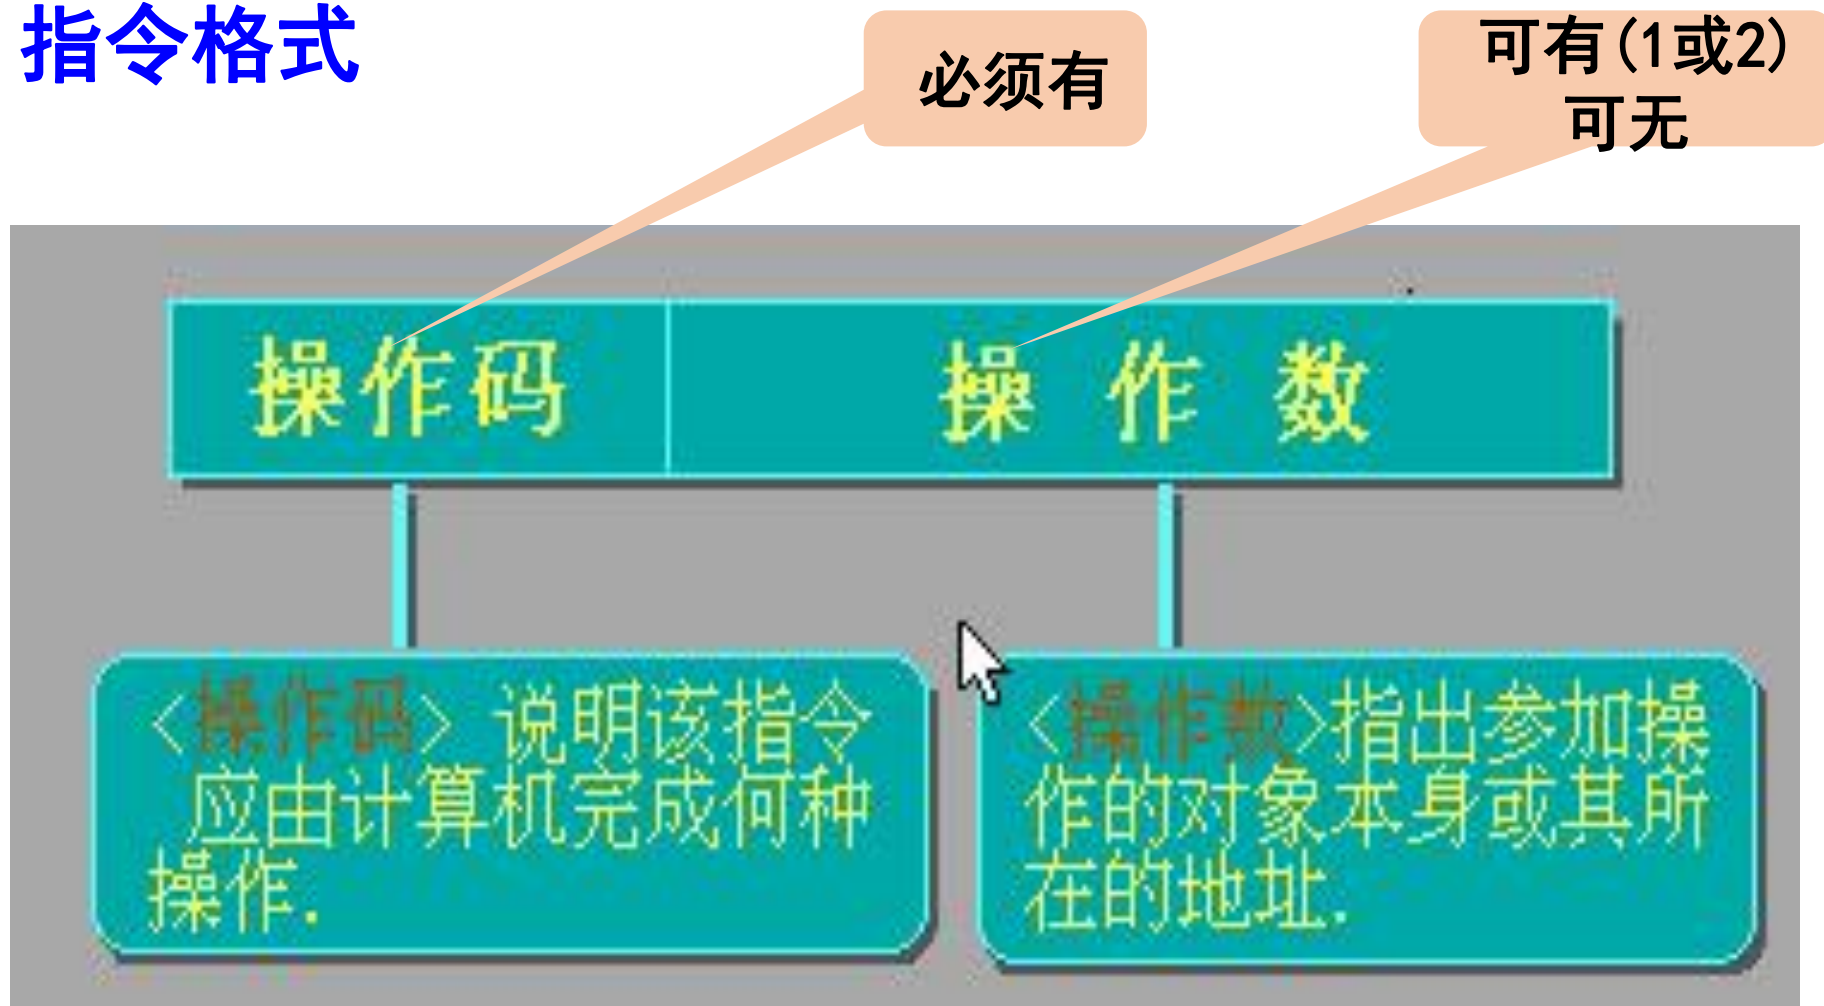 指令格式
必须有
可有(1或2)
可无
操作码
操 作 数
<操作码> 说明该指令
应由计算机完成何种
操作.
<操作数>指出参加操
作的对象本身或其所
在的地址.